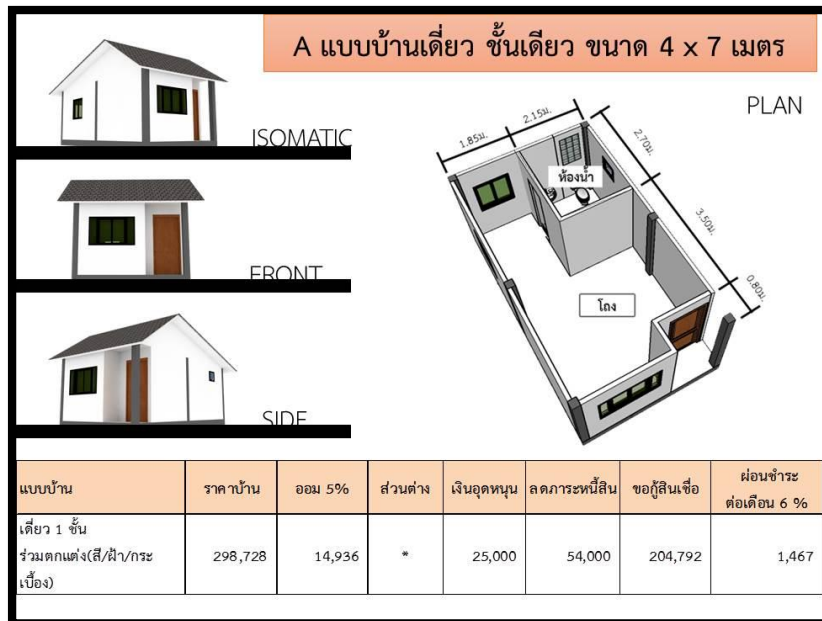 A แบบบ้านเดี่ยว ชั้นเดียว ขนาด 4 x 7 เมตร
ISOMATIC
FRONT
SIDE
PLAN
1.85ม.
2.15ม.
2.70ม.
3.50ม.
0.80ม.
ห้องน้ำ
โถง
แบบบ้าน
ราคาบ้าน
ออม 5%
ส่วนต่าง
เงินอุดหนุน
ลดภาระหนี้สิน
ขอกู้สินเชื่อ
ผ่อนชำระ
ต่อเดือน 6 %
เดี่ยว 1 ชั้น
ร่วมตกแต่ง(สี/ฝ้า/กระ
เบื้อง)
298,728
14,936
*
25,000
54,000
204,792
1,467